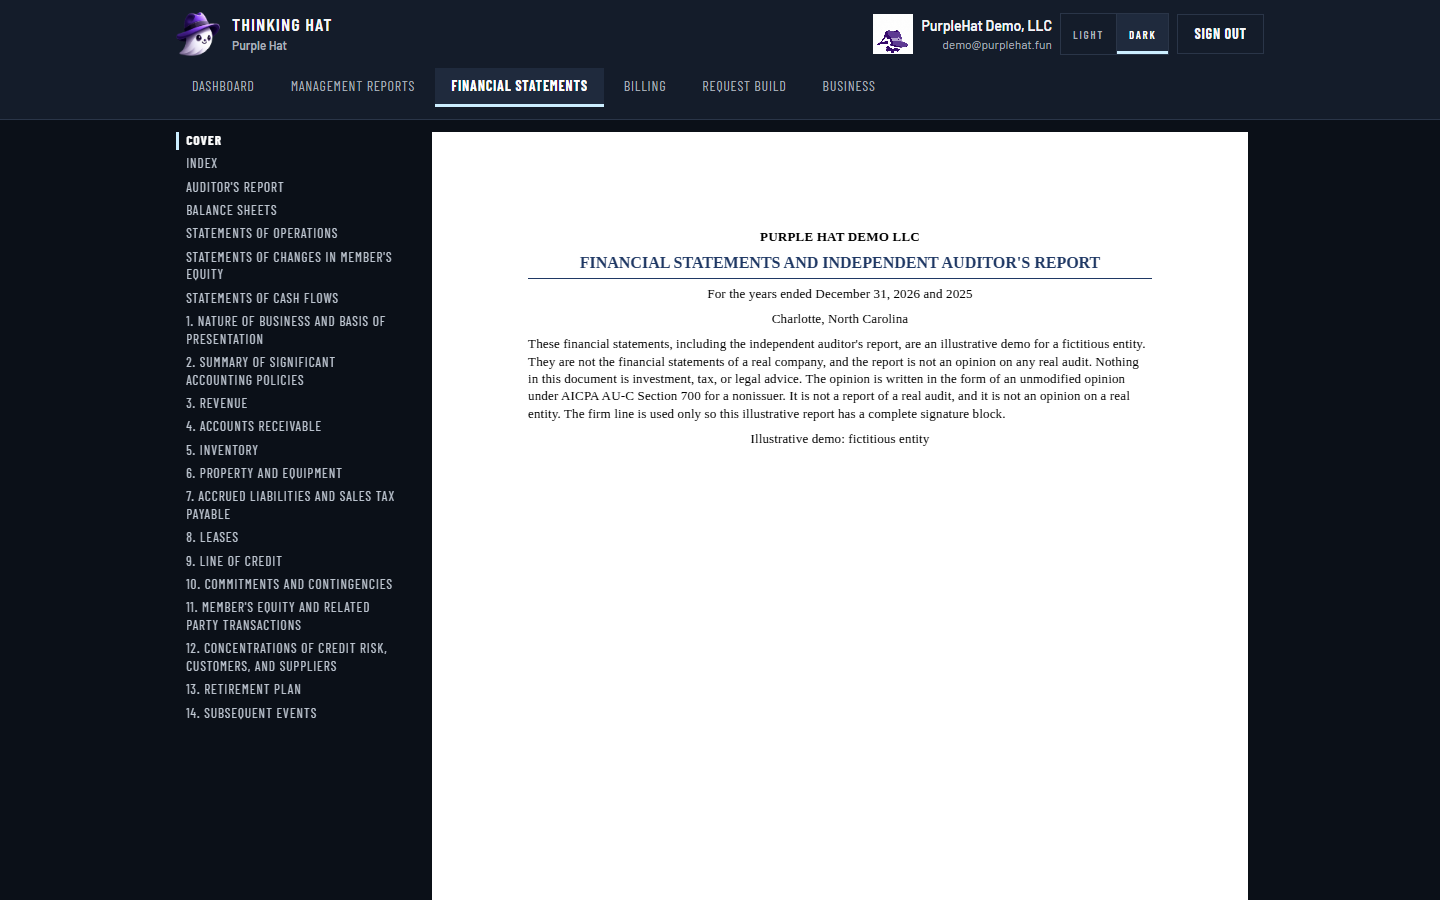 THINKING HAT
Purple Hat
PurpleHat Demo, LLC
demo@purplehat.fun
LIGHT
DARK
SIGN OUT
DASHBOARD
MANAGEMENT REPORTS
FINANCIAL STATEMENTS
BILLING
REQUEST BUILD
BUSINESS
COVER
INDEX
AUDITOR'S REPORT
BALANCE SHEETS
STATEMENTS OF OPERATIONS
STATEMENTS OF CHANGES IN MEMBER'S
EQUITY
STATEMENTS OF CASH FLOWS
1. NATURE OF BUSINESS AND BASIS OF
PRESENTATION
2. SUMMARY OF SIGNIFICANT
ACCOUNTING POLICIES
3. REVENUE
4. ACCOUNTS RECEIVABLE
5. INVENTORY
6. PROPERTY AND EQUIPMENT
7. ACCRUED LIABILITIES AND SALES TAX
PAYABLE
8. LEASES
9. LINE OF CREDIT
10. COMMITMENTS AND CONTINGENCIES
11. MEMBER'S EQUITY AND RELATED
PARTY TRANSACTIONS
12. CONCENTRATIONS OF CREDIT RISK,
CUSTOMERS, AND SUPPLIERS
13. RETIREMENT PLAN
14. SUBSEQUENT EVENTS
PURPLE HAT DEMO LLC
FINANCIAL STATEMENTS AND INDEPENDENT AUDITOR'S REPORT
For the years ended December 31, 2026 and 2025
Charlotte, North Carolina
These financial statements, including the independent auditor's report, are an illustrative demo for a fictitious entity.
They are not the financial statements of a real company, and the report is not an opinion on any real audit. Nothing
in this document is investment, tax, or legal advice. The opinion is written in the form of an unmodified opinion
under AICPA AU-C Section 700 for a nonissuer. It is not a report of a real audit, and it is not an opinion on a real
entity. The firm line is used only so this illustrative report has a complete signature block.
Illustrative demo: fictitious entity